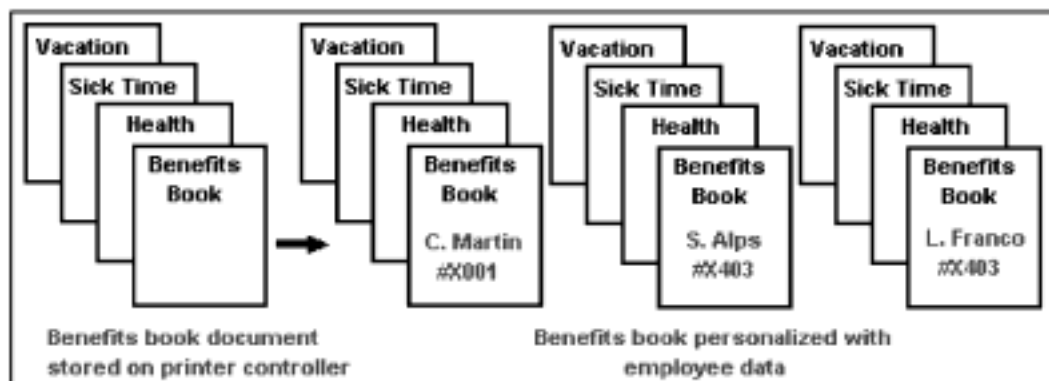 Vacation
Sick Time
Health
Benefits
Book
Vacation
Sick Time
Health
Benefits
Book
C. Martin
#X001
Vacation
Sick Time
Health
Benefits
Book
S. Alps
#X403
Vacation
Sick Time
Health
Benefits
Book
L. Franco
#X403
Benefits book document
stored on printer controller
Benefits book personalized with
employee data